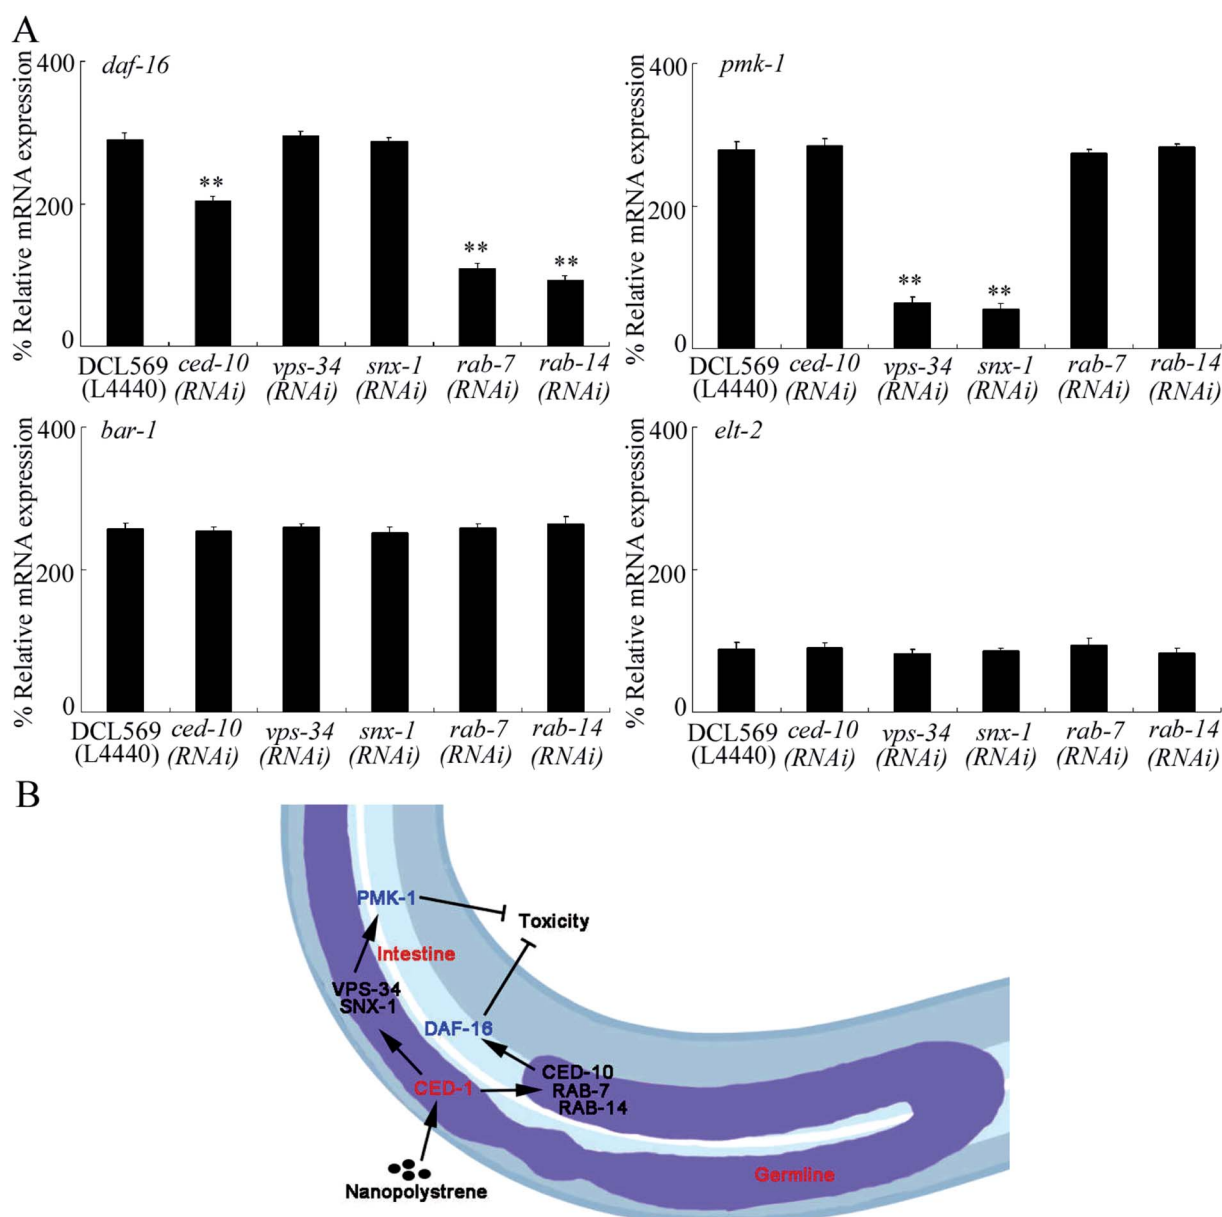 A
% Relative mRNA expression
400
200
0
daf-16
**
**
**
DCL569 ced-10 vps-34 snx-1 rab-7 rab-14
(L4440) (RNAi) (RNAi) (RNAi) (RNAi) (RNAi)
% Relative mRNA expression
400
200
0
pmk-1
**
**
DCL569 ced-10 vps-34 snx-1 rab-7 rab-14
(L4440) (RNAi) (RNAi) (RNAi) (RNAi) (RNAi)
% Relative mRNA expression
400
200
0
bar-1
DCL569 ced-10 vps-34 snx-1 rab-7 rab-14
(L4440) (RNAi) (RNAi) (RNAi) (RNAi) (RNAi)
% Relative mRNA expression
400
200
0
elt-2
DCL569 ced-10 vps-34 snx-1 rab-7 rab-14
(L4440) (RNAi) (RNAi) (RNAi) (RNAi) (RNAi)
B
PMK-1
Toxicity
Intestine
VPS-34
SNX-1
DAF-16
CED-10
CED-1
RAB-7
RAB-14
Germline
Nanopolystrene